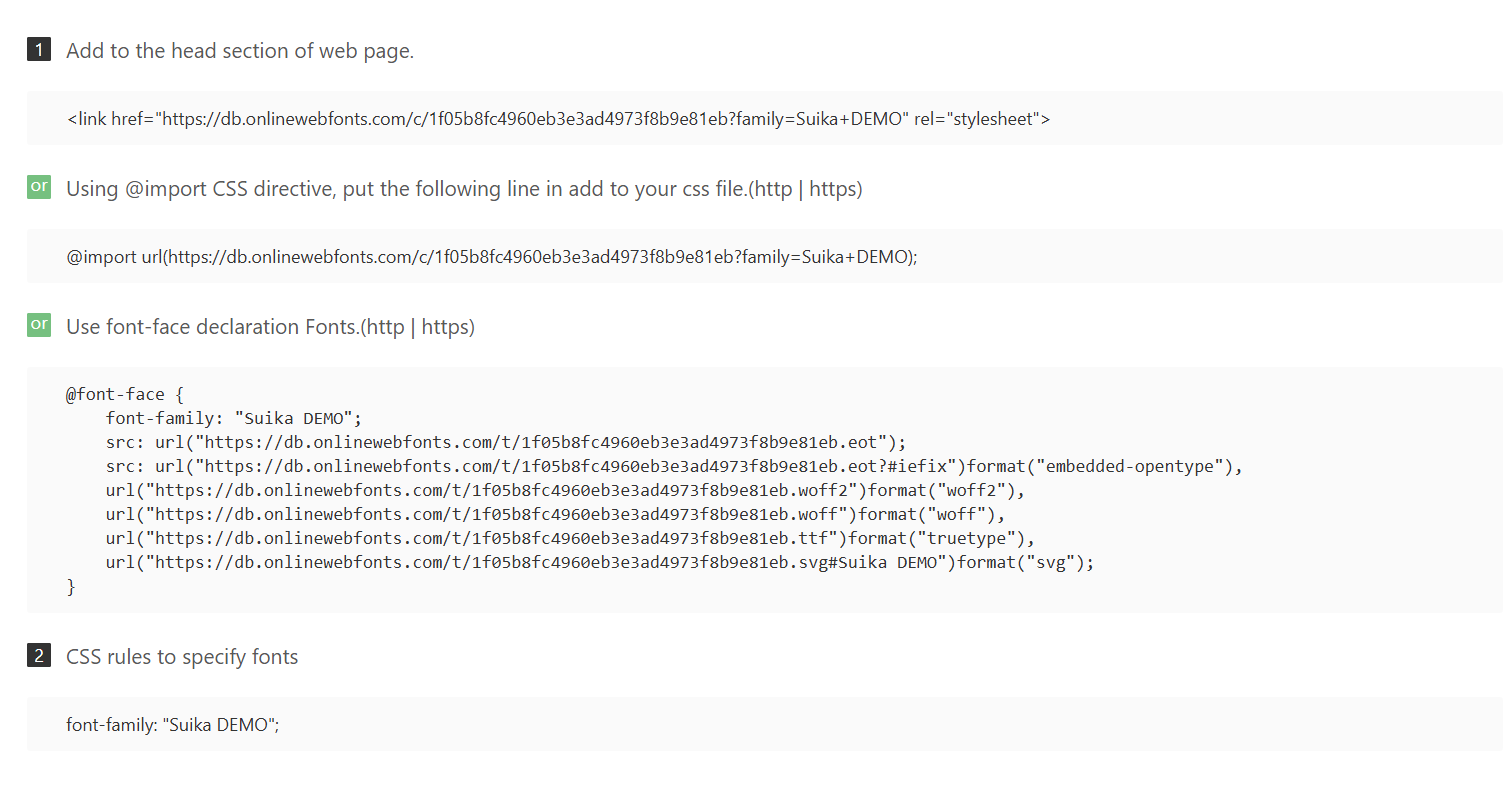 1 Add to the head section of web page.
<link href="https://db.onlinewebfonts.com/c/1f05b8fc4960eb3e3ad4973f8b9e81eb?family=Suika+DEMO" rel="stylesheet">
or Using @import CSS directive, put the following line in add to your css file.(http | https)
@import url(https://db.onlinewebfonts.com/c/1f05b8fc4960eb3e3ad4973f8b9e81eb?family=Suika+DEMO);
or Use font-face declaration Fonts.(http | https)
@font-face {
    font-family: "Suika DEMO";
    src: url("https://db.onlinewebfonts.com/t/1f05b8fc4960eb3e3ad4973f8b9e81eb.eot");
    src: url("https://db.onlinewebfonts.com/t/1f05b8fc4960eb3e3ad4973f8b9e81eb.eot?#iefix")format("embedded-opentype"),
    url("https://db.onlinewebfonts.com/t/1f05b8fc4960eb3e3ad4973f8b9e81eb.woff2")format("woff2"),
    url("https://db.onlinewebfonts.com/t/1f05b8fc4960eb3e3ad4973f8b9e81eb.woff")format("woff"),
    url("https://db.onlinewebfonts.com/t/1f05b8fc4960eb3e3ad4973f8b9e81eb.ttf")format("truetype"),
    url("https://db.onlinewebfonts.com/t/1f05b8fc4960eb3e3ad4973f8b9e81eb.svg#Suika DEMO")format("svg");
}
2 CSS rules to specify fonts
font-family: "Suika DEMO";